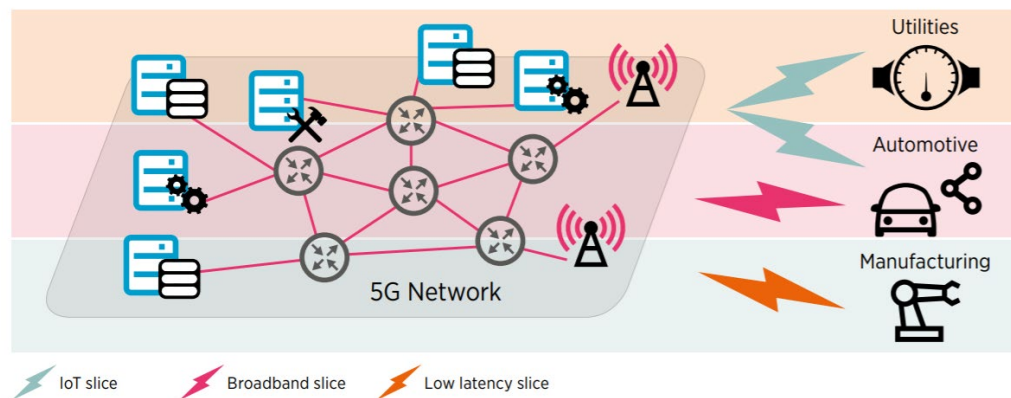 Utilities
Automotive
Manufacturing
5G Network
IoT slice
Broadband slice
Low latency slice